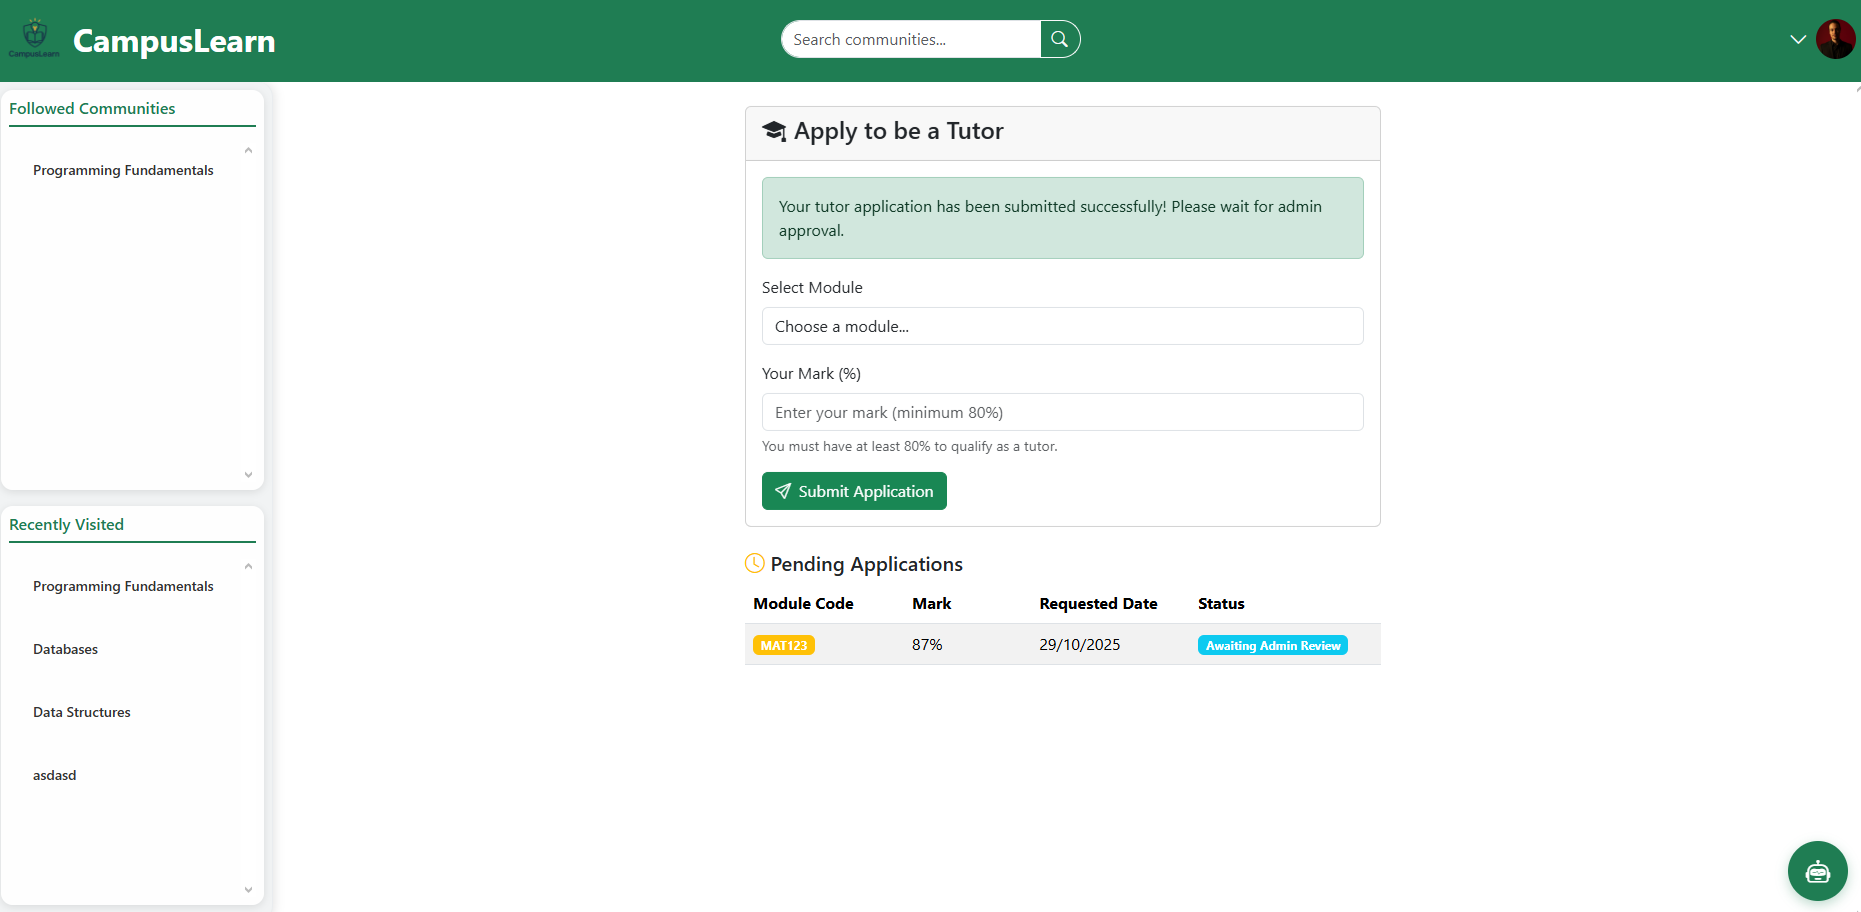 CampusLearn
CampusLearn
Search communities...
Followed Communities
Programming Fundamentals
Recently Visited
Programming Fundamentals
Databases
Data Structures
asdasd
Apply to be a Tutor
Your tutor application has been submitted successfully! Please wait for admin
approval.
Select Module
Choose a module...
Your Mark (%)
Enter your mark (minimum 80%)
You must have at least 80% to qualify as a tutor.
Submit Application
Pending Applications
Module Code Mark Requested Date Status
MAT123 87% 29/10/2025 Awaiting Admin Review